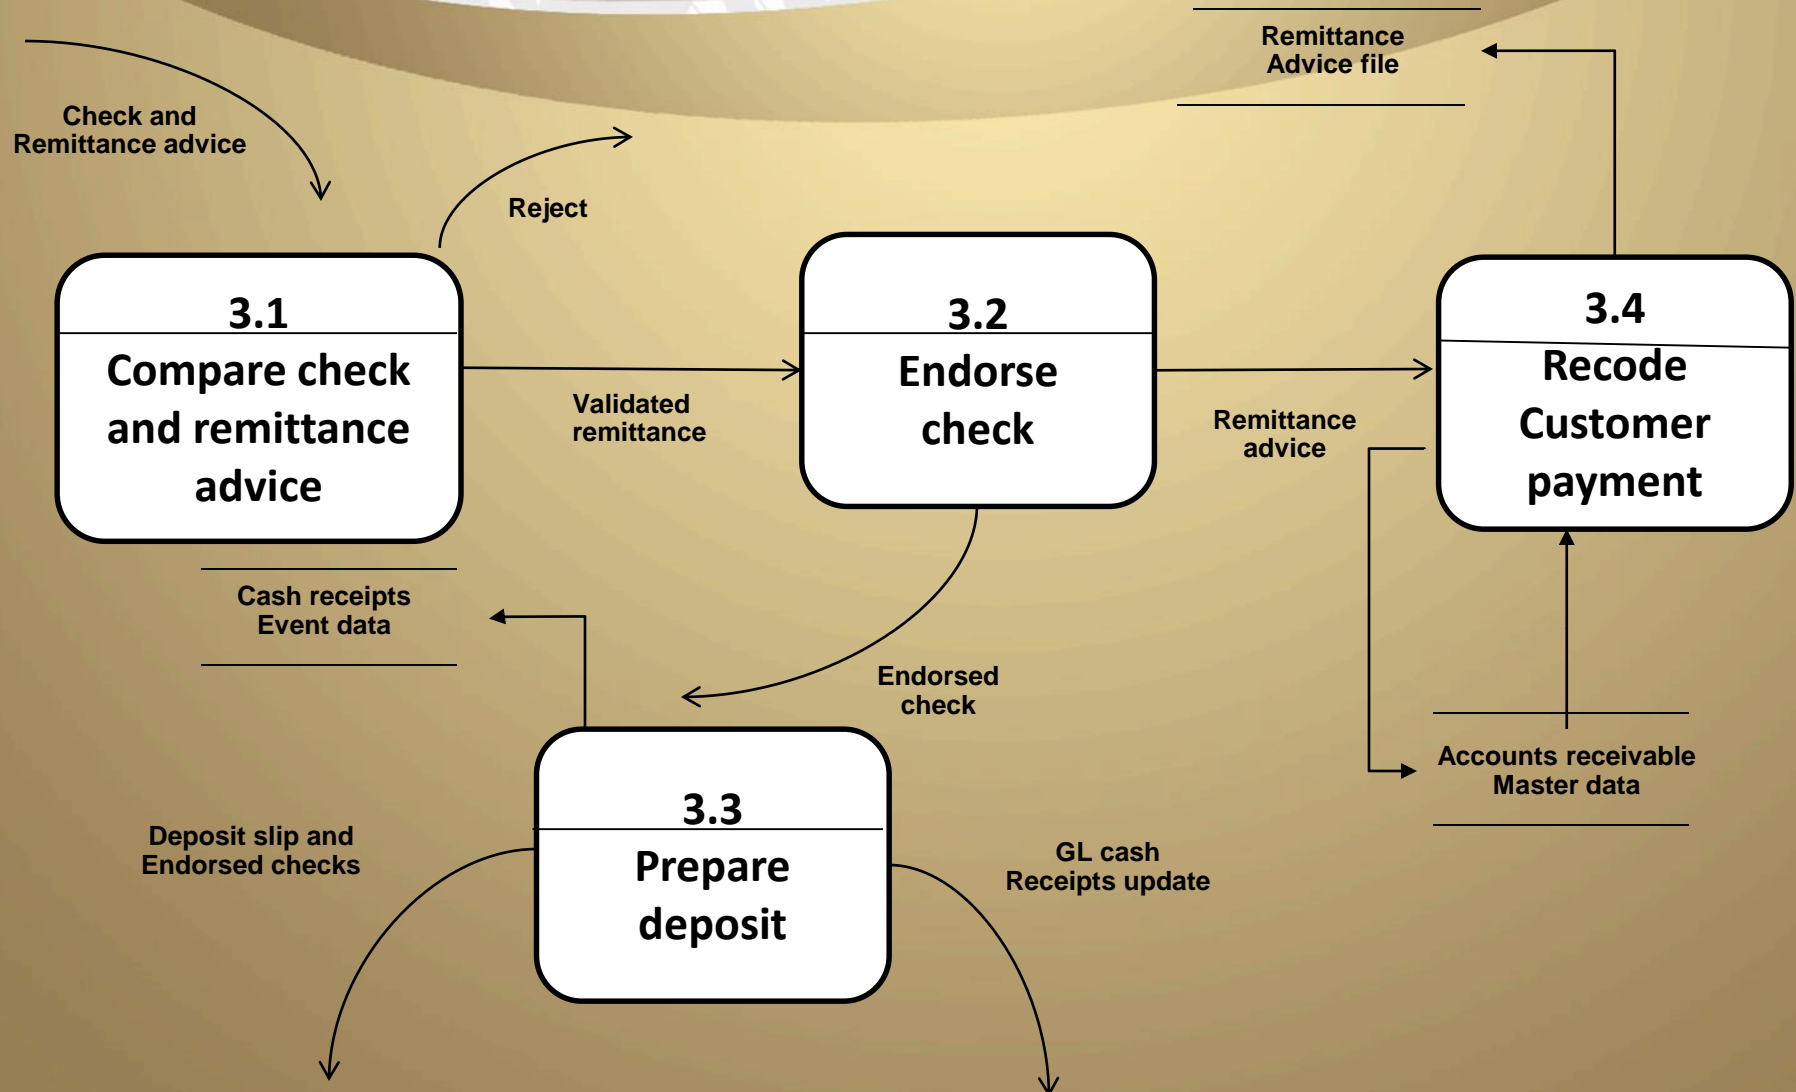 Remittance
Advice file
Check and
Remittance advice
Reject
3.1
Compare check
and remittance
advice
Validated
remittance
3.2
Endorse
check
Remittance
advice
3.4
Recode
Customer
payment
Cash receipts
Event data
Endorsed
check
Accounts receivable
Master data
3.3
Prepare
deposit
Deposit slip and
Endorsed checks
GL cash
Receipts update